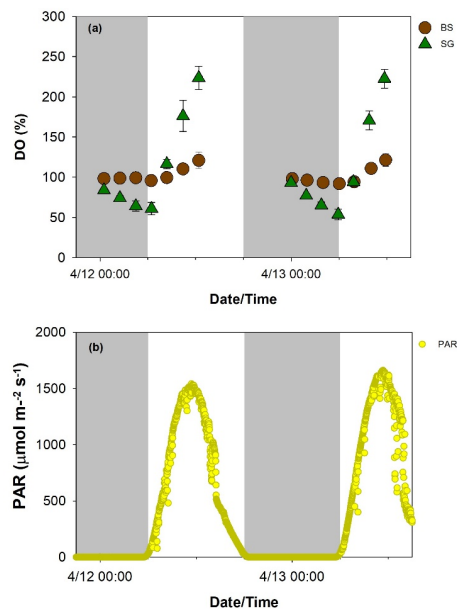 (a)
BS
SG
300
250
200
150
100
50
0
DO (%)
4/12 00:00
4/13 00:00
Date/Time
(b)
PAR
2000
1500
1000
500
0
PAR (μmol m-² s⁻¹)
4/12 00:00
4/13 00:00
Date/Time